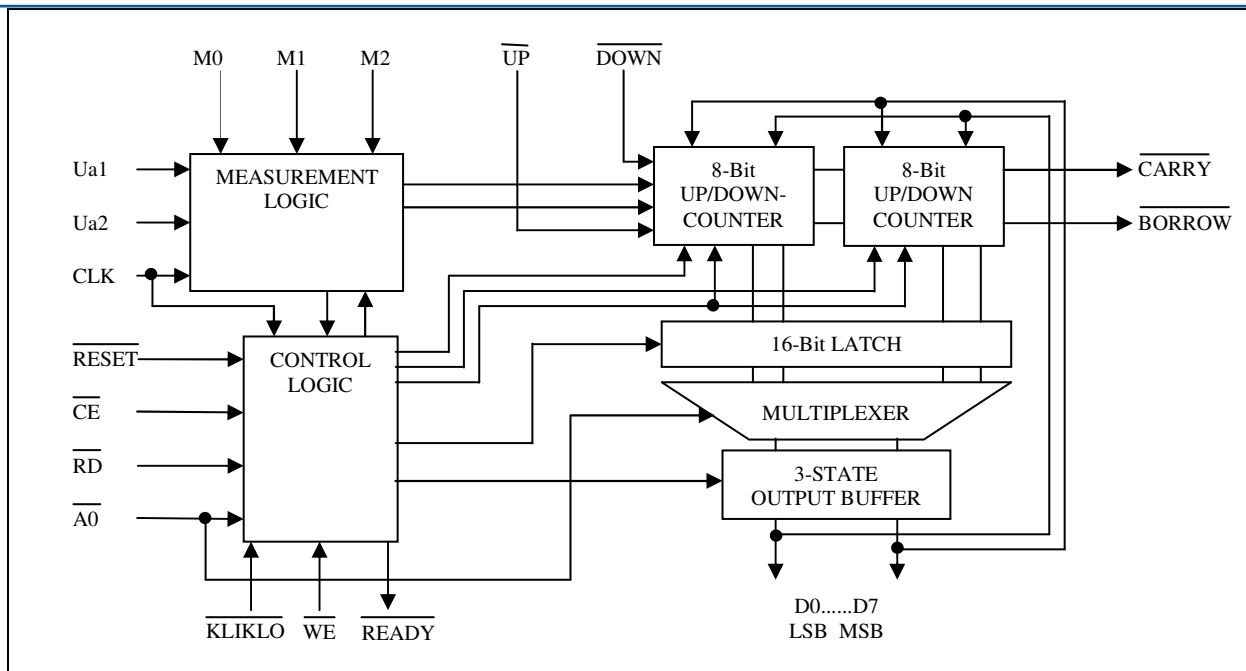 M0 M1 M2 UP DOWN
Ua1
Ua2
CLK
MEASUREMENT
LOGIC
8-Bit
UP/DOWN-
COUNTER
8-Bit
UP/DOWN
COUNTER
CARRY
BORROW
RESET
CE
RD
A0
CONTROL
LOGIC
16-Bit LATCH
MULTIPLEXER
3-STATE
OUTPUT BUFFER
KLIKLO WE READY
D0......D7
LSB MSB